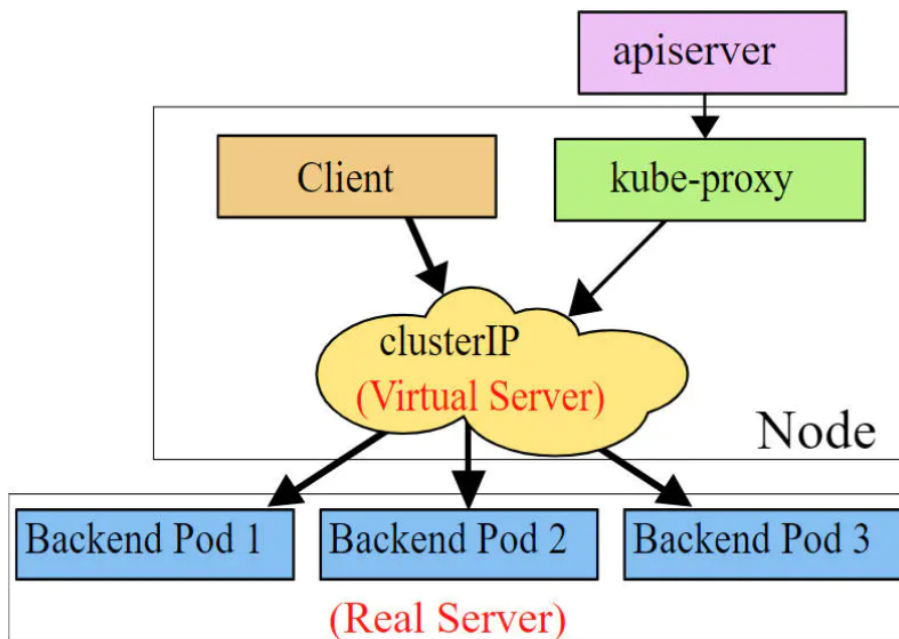 apiserver
Client
kube-proxy
clusterIP
(Virtual Server)
Node
Backend Pod 1
Backend Pod 2
Backend Pod 3
(Real Server)